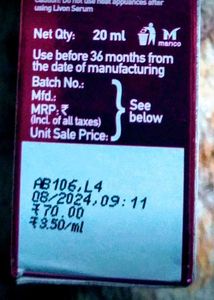 Caution: Do not use heat appliances after
using Livon Serum
Net Qty: 20 ml
marico
Use before 36 months from
the date of manufacturing
Batch No.:
Mfd.:
MRP: ₹
(Incl. of all taxes)
Unit Sale Price:
See
below
AB106,L4
08/2024,09:11
₹70.00
₹3.50/ml